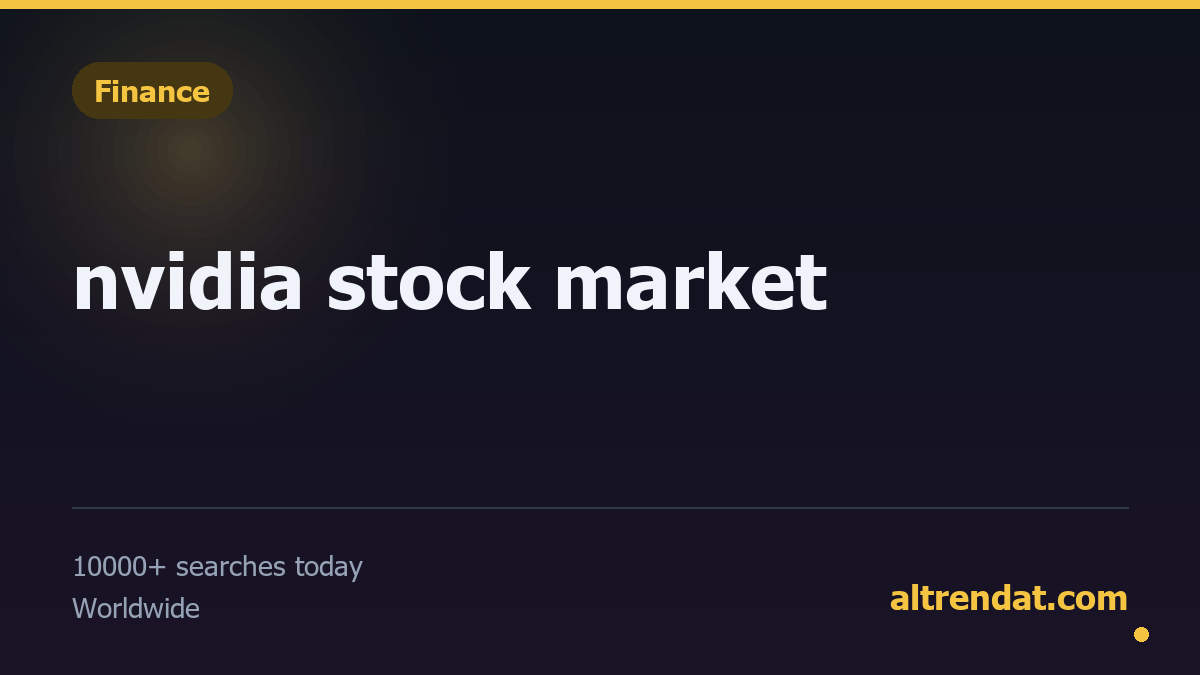 Finance
nvidia stock market
10000+ searches today
Worldwide
altrendat.com